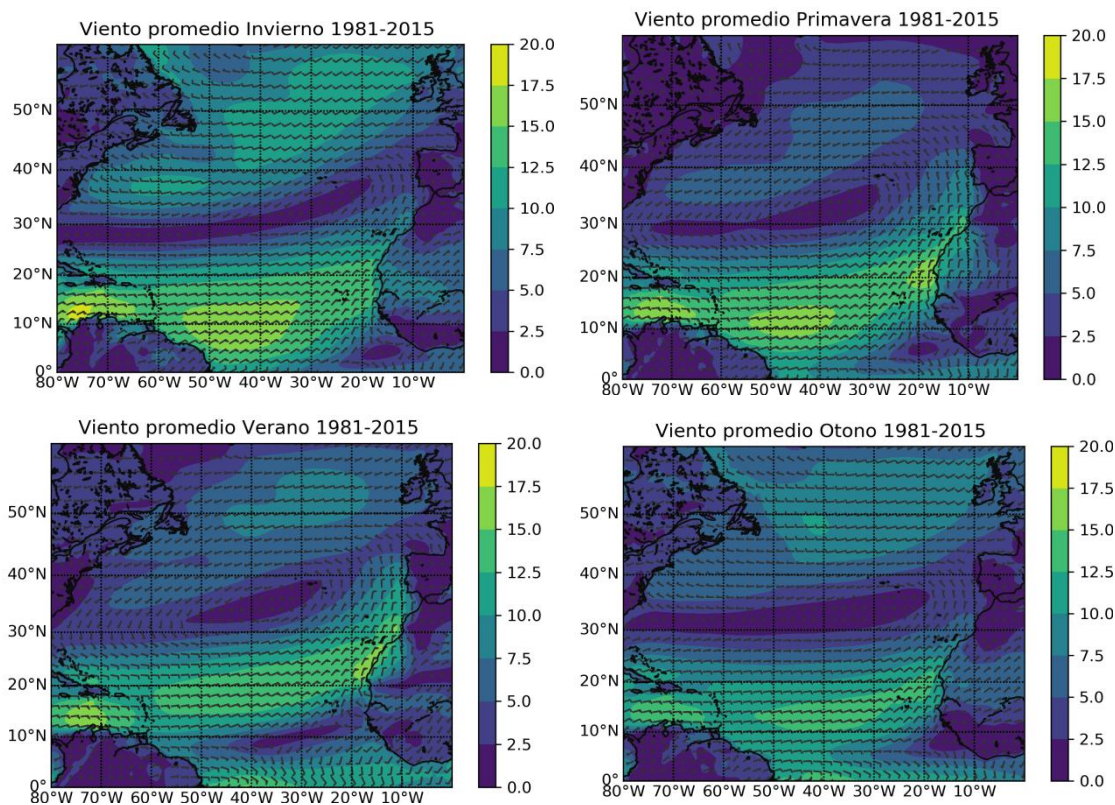 Viento promedio Invierno 1981-2015
50°N
40°N
30°N
20°N
10°N
0°
80°W 70°W 60°W 50°W 40°W 30°W 20°W 10°W
20.0
17.5
15.0
12.5
10.0
7.5
5.0
2.5
0.0
Viento promedio Primavera 1981-2015
50°N
40°N
30°N
20°N
10°N
0°
80°W 70°W 60°W 50°W 40°W 30°W 20°W 10°W
20.0
17.5
15.0
12.5
10.0
7.5
5.0
2.5
0.0
Viento promedio Verano 1981-2015
50°N
40°N
30°N
20°N
10°N
0°
80°W 70°W 60°W 50°W 40°W 30°W 20°W 10°W
20.0
17.5
15.0
12.5
10.0
7.5
5.0
2.5
0.0
Viento promedio Otono 1981-2015
50°N
40°N
30°N
20°N
10°N
0°
80°W 70°W 60°W 50°W 40°W 30°W 20°W 10°W
20.0
17.5
15.0
12.5
10.0
7.5
5.0
2.5
0.0